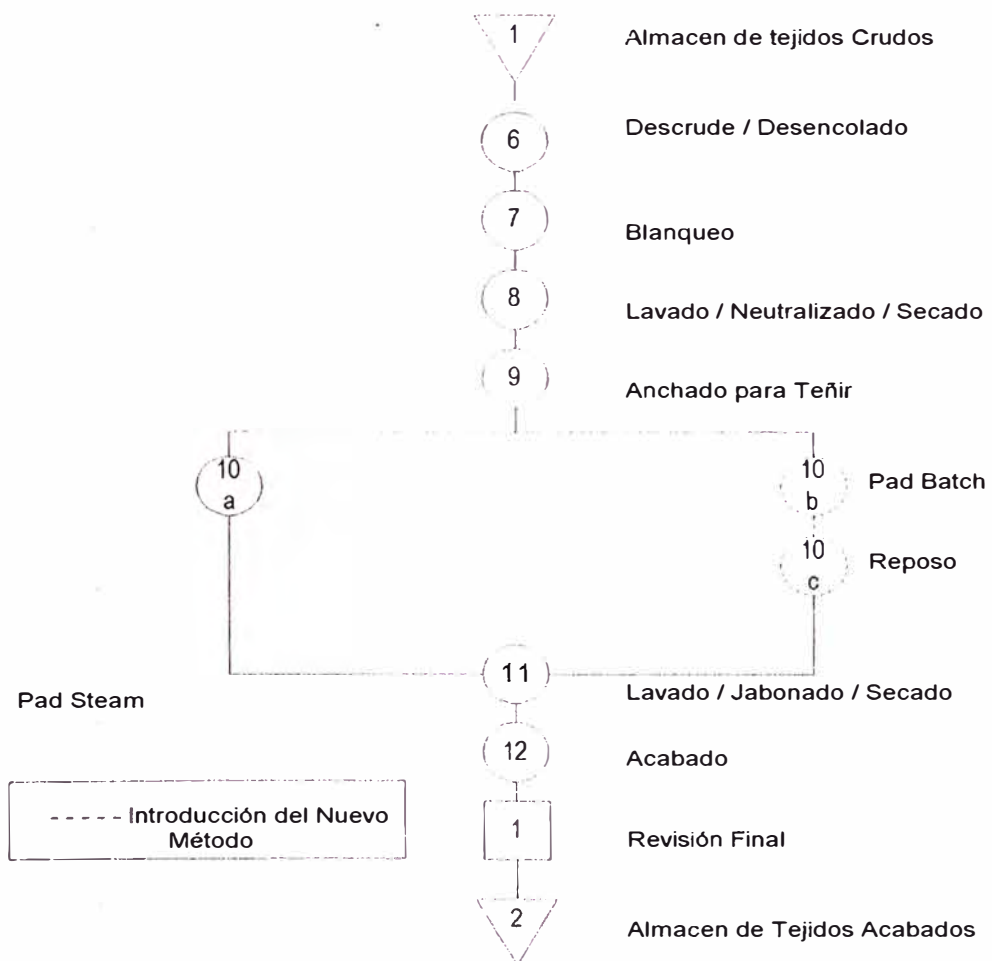 1 Almacen de tejidos Crudos
6 Descrude / Desencolado
7 Blanqueo
8 Lavado / Neutralizado / Secado
9 Anchado para Teñir
10
a
10
b
Pad Batch
10
c
Reposo
11 Lavado / Jabonado / Secado
Pad Steam
12 Acabado
----- Introducción del Nuevo
Método
1 Revisión Final
2 Almacen de Tejidos Acabados